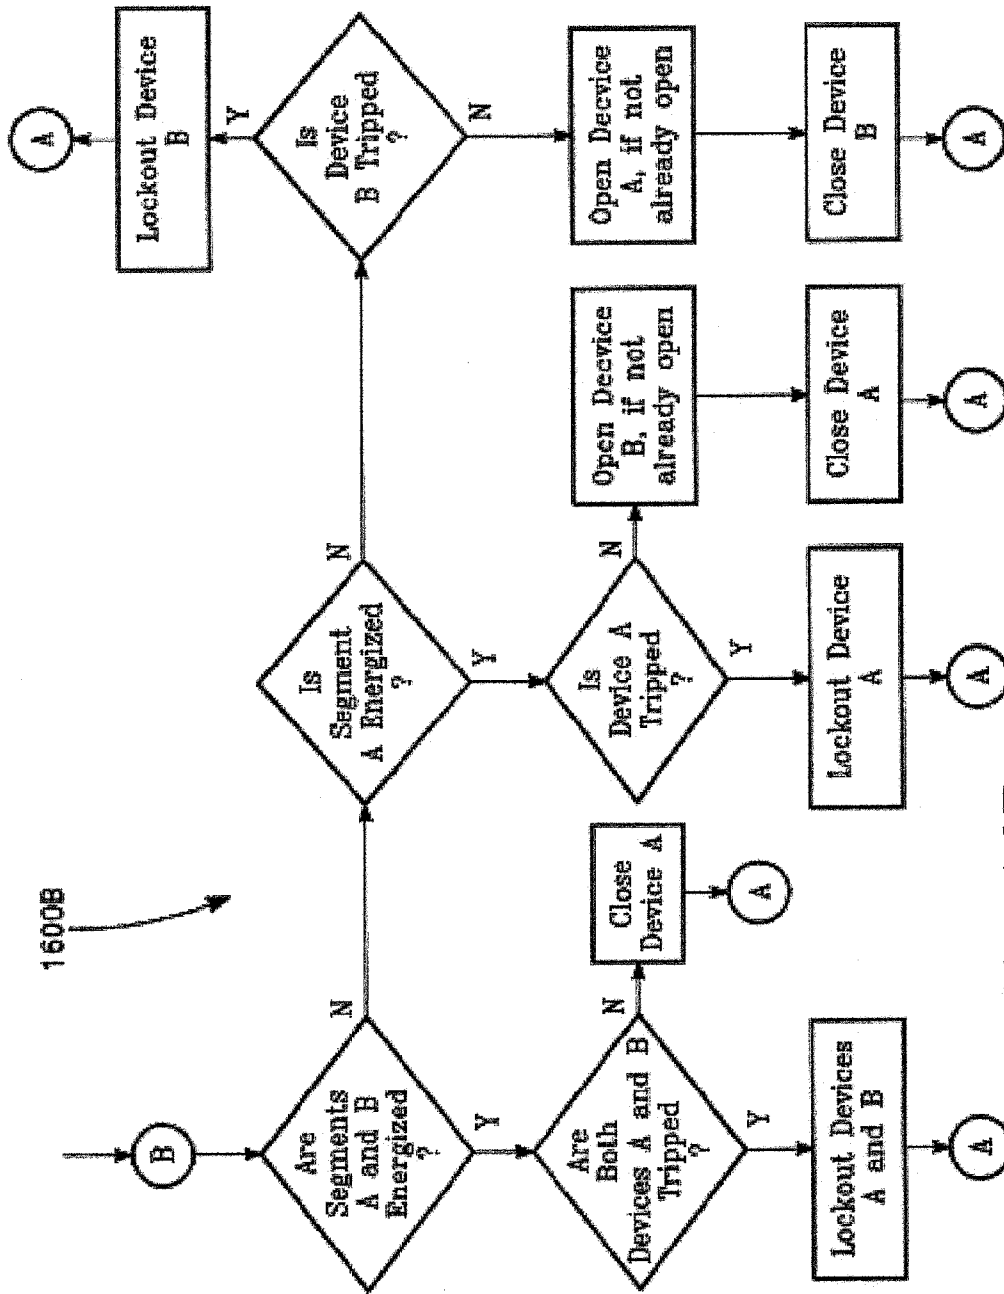 1600B
B
Are
Segments
A and B
Energized
?
N
Y
Are
Both
Devices A and B
Tripped
?
N
Y
Close
Device A
A
Lockout Devices
A and B
A
Is
Segment
A Energized
?
N
Y
Is
Device A
Tripped
?
N
Y
Lockout Device
A
A
Open Decvice
B, if not
already open
Close Device
A
A
Is
Device
B Tripped
?
Y
N
Lockout Device
B
A
Open Decvice
A, if not
already open
Close Device
B
A